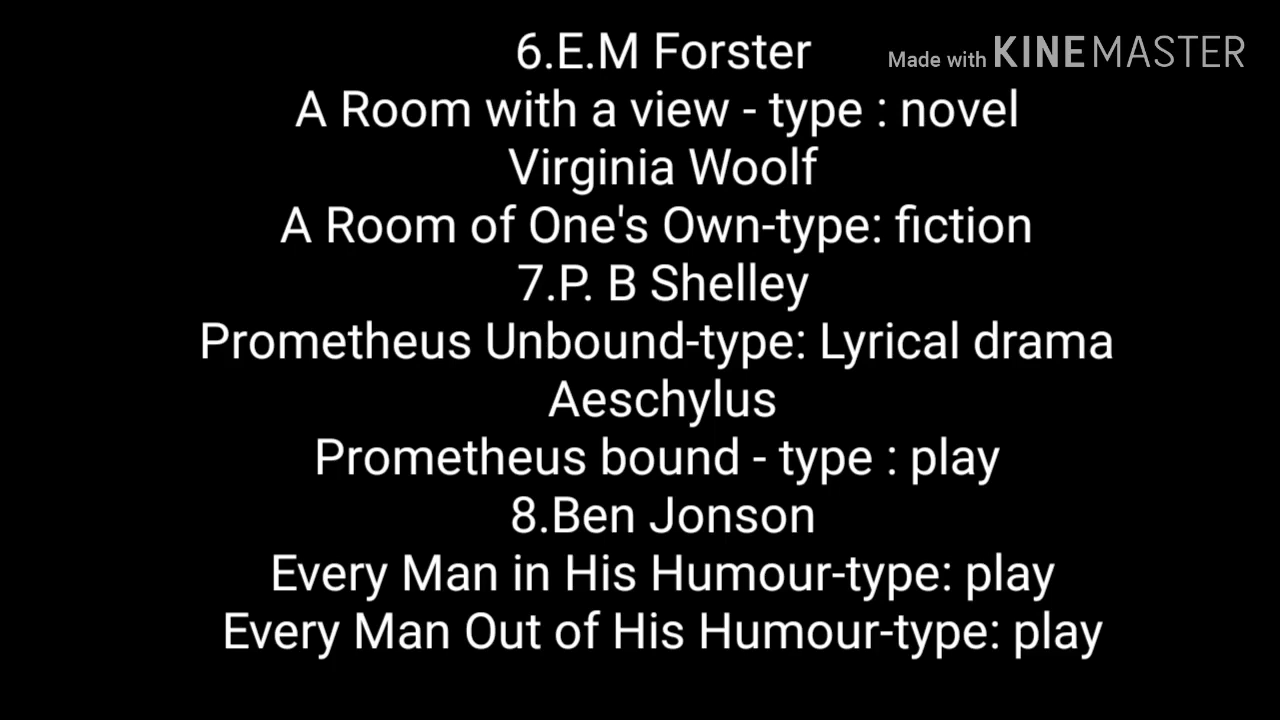 6.E.M Forster
Made with KINEMASTER
A Room with a view - type : novel
Virginia Woolf
A Room of One's Own-type: fiction
7.P. B Shelley
Prometheus Unbound-type: Lyrical drama
Aeschylus
Prometheus bound - type : play
8.Ben Jonson
Every Man in His Humour-type: play
Every Man Out of His Humour-type: play